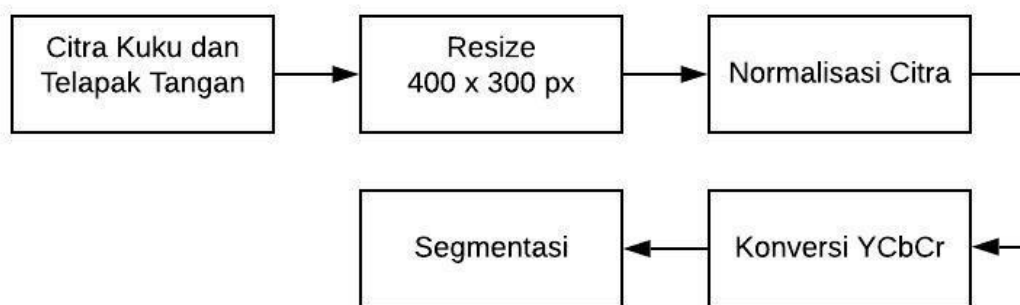 Citra Kuku dan
Telapak Tangan
Resize
400 x 300 px
Normalisasi Citra
Konversi YCbCr
Segmentasi